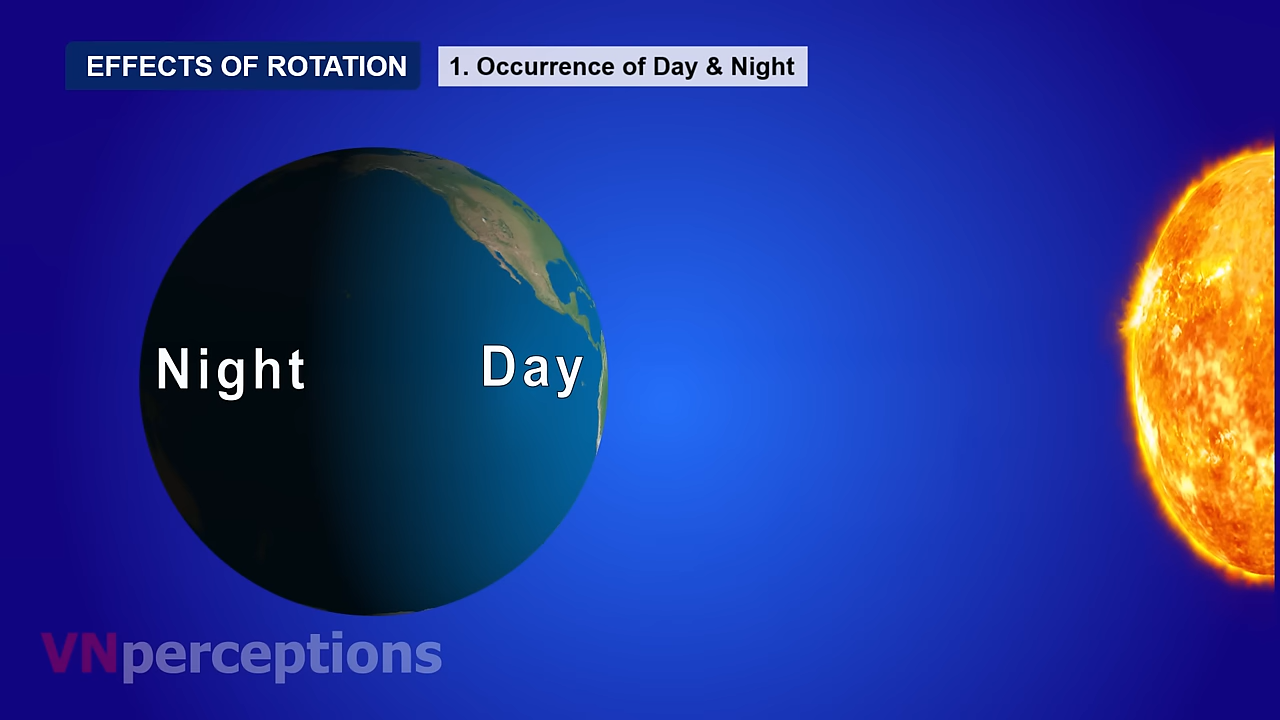 EFFECTS OF ROTATION
1. Occurrence of Day & Night
Night
Day
VNperceptions